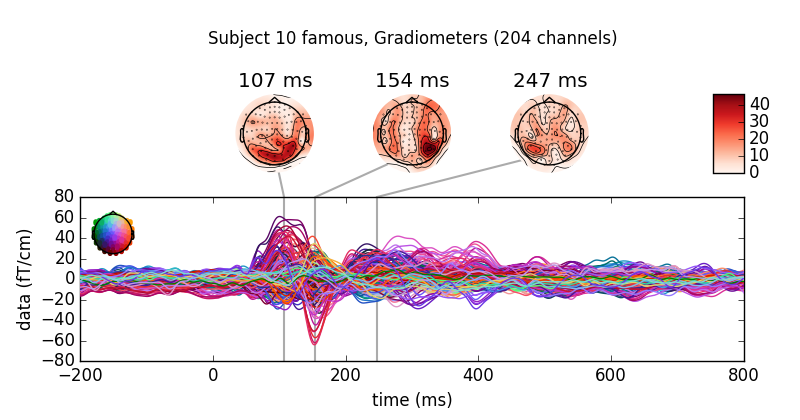 Subject 10 famous, Gradiometers (204 channels)
107 ms 154 ms 247 ms
40
30
20
10
0
80
60
40
20
0
−20
−40
−60
−80
data (fT/cm)
−200 0 200 400 600 800
time (ms)